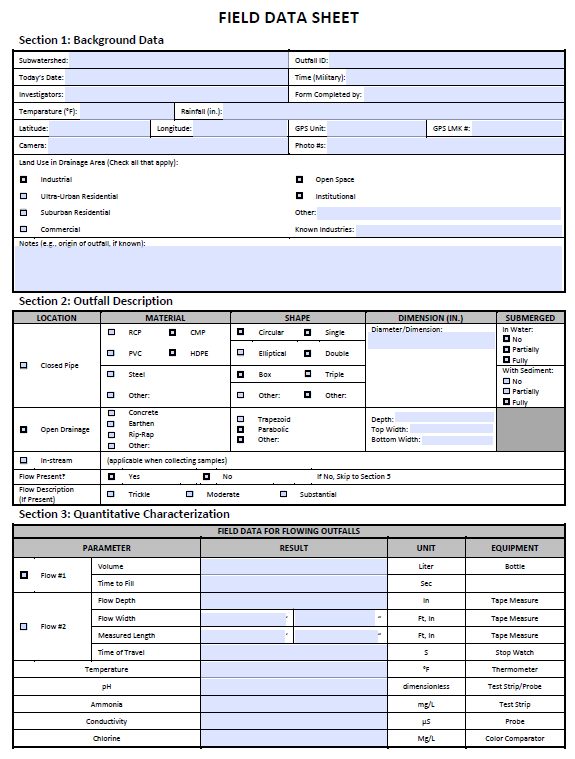 FIELD DATA SHEET
Section 1: Background Data
Subwatershed: Outfall ID:
Today's Date: Time (Military):
Investigators: Form Completed by:
Temparature (°F): Rainfall (in.):
Latitude: Longitude: GPS Unit: GPS LMK #:
Camera: Photo #s:
Land Use in Drainage Area (Check all that apply):
Industrial Open Space
Ultra-Urban Residential Institutional
Suburban Residential Other:
Commercial Known Industries:
Notes (e.g., origin of outfall, if known):
Section 2: Outfall Description
LOCATION MATERIAL SHAPE DIMENSION (IN.) SUBMERGED
Closed Pipe RCP CMP Circular Single Diameter/Dimension: In Water:
No
PVC HDPE Elliptical Double Partially
Fully
Steel Box Triple With Sediment:
No
Other: Other: Other: Partially
Fully
Open Drainage Concrete Trapezoid Depth:
Earthen Parabolic Top Width:
Rip-Rap Other: Bottom Width:
Other:
In-stream (applicable when collecting samples)
Flow Present? Yes No If No, Skip to Section 5
Flow Description
(If Present) Trickle Moderate Substantial
Section 3: Quantitative Characterization
FIELD DATA FOR FLOWING OUTFALLS
PARAMETER RESULT UNIT EQUIPMENT
Flow #1 Volume Liter Bottle
Time to Fill Sec
Flow #2 Flow Depth In Tape Measure
Flow Width ' " Ft, In Tape Measure
Measured Length ' " Ft, In Tape Measure
Time of Travel S Stop Watch
Temperature °F Thermometer
pH dimensionless Test Strip/Probe
Ammonia mg/L Test Strip
Conductivity µS Probe
Chlorine Mg/L Color Comparator